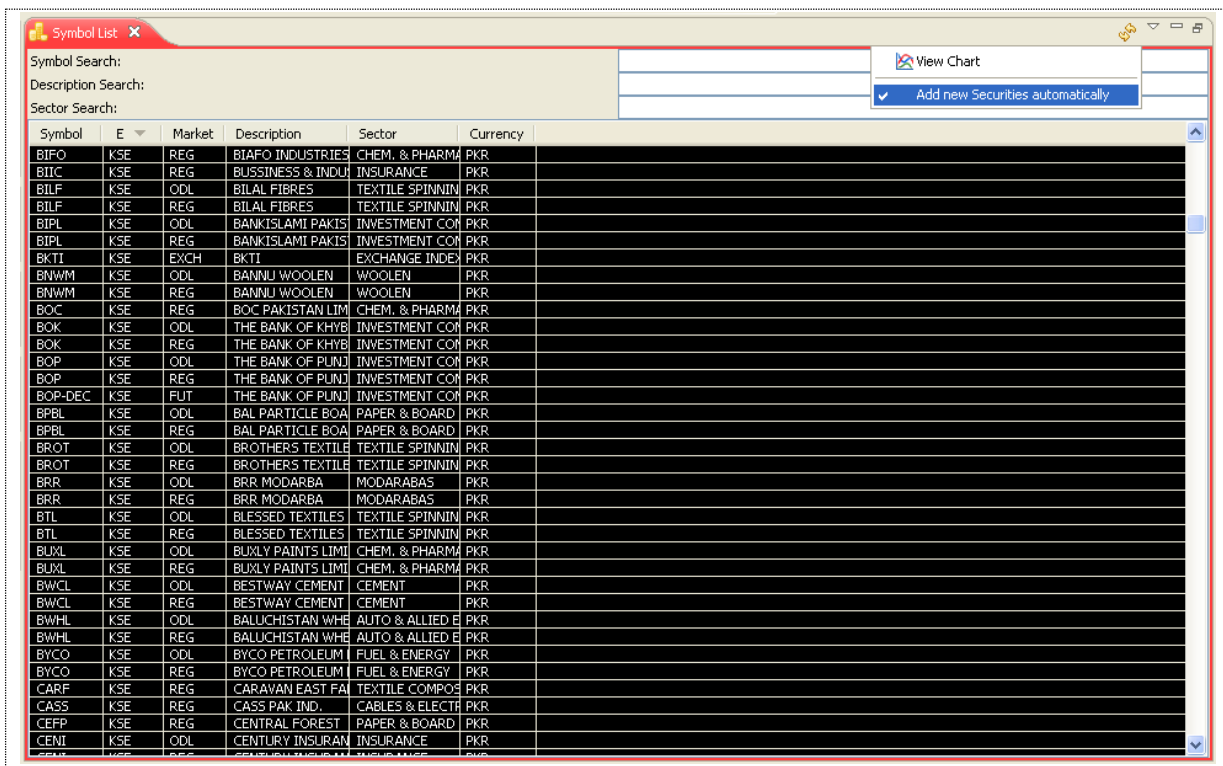 Symbol List
Symbol Search:
View Chart
Description Search:
Add new Securities automatically
Sector Search:
Symbol E Market Description Sector Currency
BIFO KSE REG BIAFO INDUSTRIES CHEM. & PHARMA PKR
BIIC KSE REG BUSSINESS & INDU INSURANCE PKR
BILF KSE ODL BILAL FIBRES TEXTILE SPINNIN PKR
BILF KSE REG BILAL FIBRES TEXTILE SPINNIN PKR
BIPL KSE ODL BANKISLAMI PAKIS INVESTMENT COM PKR
BIPL KSE REG BANKISLAMI PAKIS INVESTMENT COM PKR
BKTI KSE EXCH BKTI EXCHANGE INDEX PKR
BNWM KSE ODL BANNU WOOLEN WOOLEN PKR
BNWM KSE REG BANNU WOOLEN WOOLEN PKR
BOC KSE REG BOC PAKISTAN LIM CHEM. & PHARMA PKR
BOK KSE ODL THE BANK OF KHYB INVESTMENT COM PKR
BOK KSE REG THE BANK OF KHYB INVESTMENT COM PKR
BOP KSE ODL THE BANK OF PUNJ INVESTMENT COM PKR
BOP KSE REG THE BANK OF PUNJ INVESTMENT COM PKR
BOP-DEC KSE FUT THE BANK OF PUNJ INVESTMENT COM PKR
BPBL KSE ODL BAL PARTICLE BOA PAPER & BOARD PKR
BPBL KSE REG BAL PARTICLE BOA PAPER & BOARD PKR
BROT KSE ODL BROTHERS TEXTILE TEXTILE SPINNIN PKR
BROT KSE REG BROTHERS TEXTILE TEXTILE SPINNIN PKR
BRR KSE ODL BRR MODARBA MODARABAS PKR
BRR KSE REG BRR MODARBA MODARABAS PKR
BTL KSE ODL BLESSED TEXTILES TEXTILE SPINNIN PKR
BTL KSE REG BLESSED TEXTILES TEXTILE SPINNIN PKR
BUXL KSE ODL BUXLY PAINTS LIMI CHEM. & PHARMA PKR
BUXL KSE REG BUXLY PAINTS LIMI CHEM. & PHARMA PKR
BWCL KSE ODL BESTWAY CEMENT CEMENT PKR
BWCL KSE REG BESTWAY CEMENT CEMENT PKR
BWHL KSE ODL BALUCHISTAN WHE AUTO & ALLIED E PKR
BWHL KSE REG BALUCHISTAN WHE AUTO & ALLIED E PKR
BYCO KSE ODL BYCO PETROLEUM FUEL & ENERGY PKR
BYCO KSE REG BYCO PETROLEUM FUEL & ENERGY PKR
CARF KSE REG CARAVAN EAST FA TEXTILE COMPOS PKR
CASS KSE REG CASS PAK IND. CABLES & ELECTR PKR
CEFP KSE REG CENTRAL FOREST PAPER & BOARD PKR
CENI KSE ODL CENTURY INSURAN INSURANCE PKR